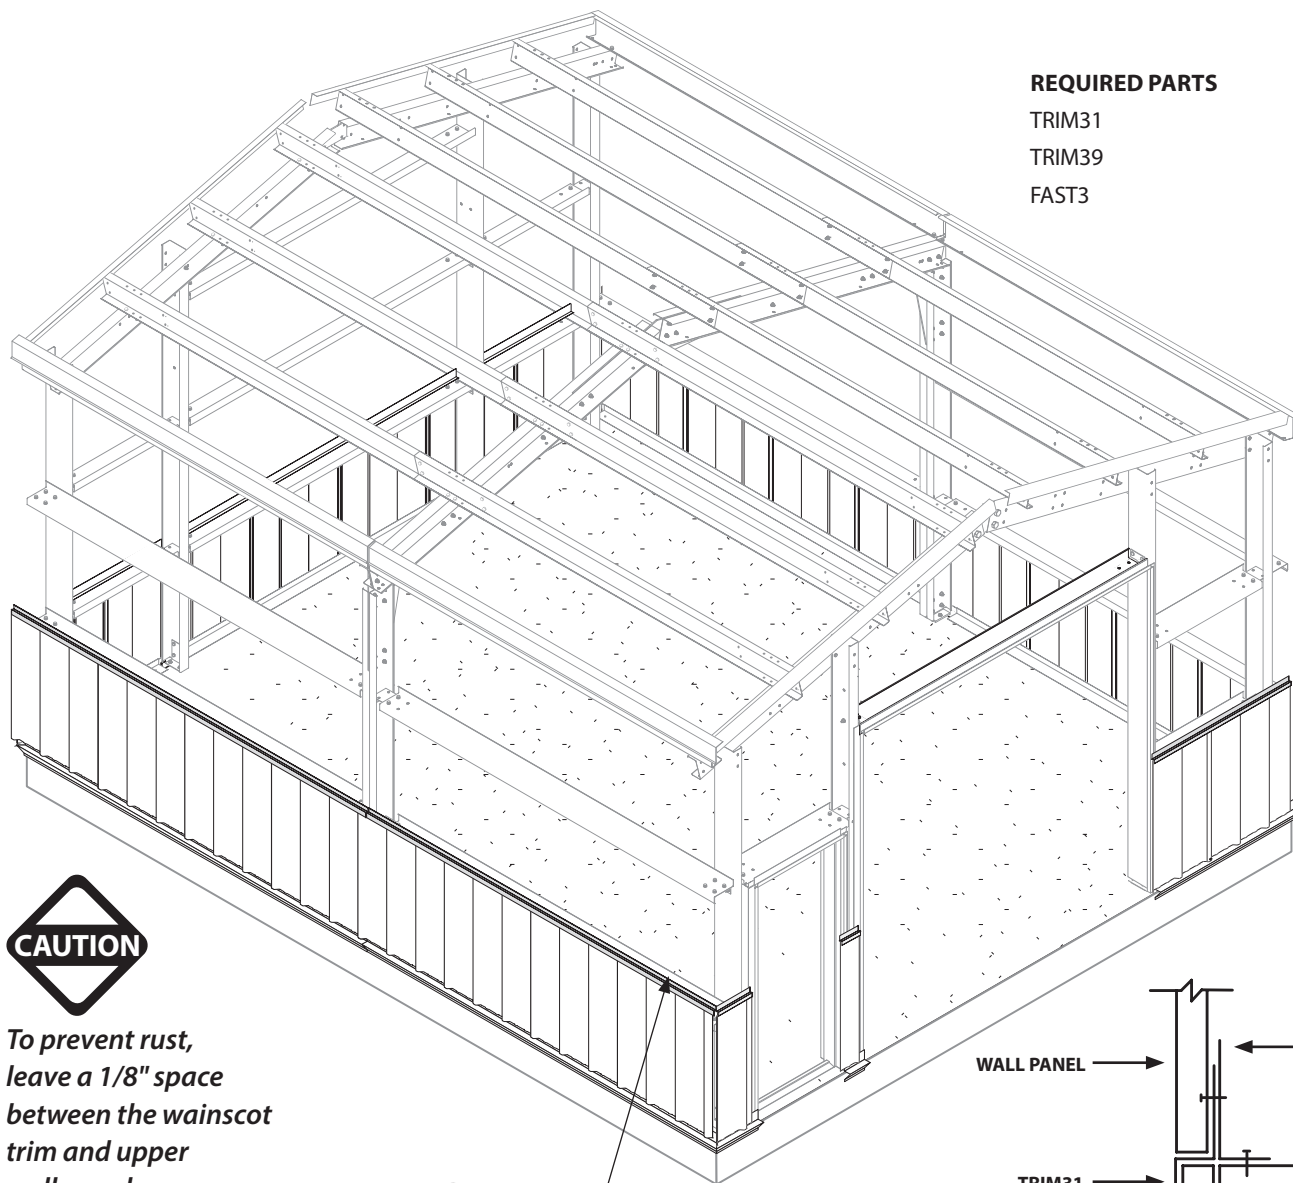 REQUIRED PARTS
TRIM31
TRIM39
FAST3
CAUTION
To prevent rust,
leave a 1/8" space
between the wainscot
trim and upper
WALL PANEL
TRIM31